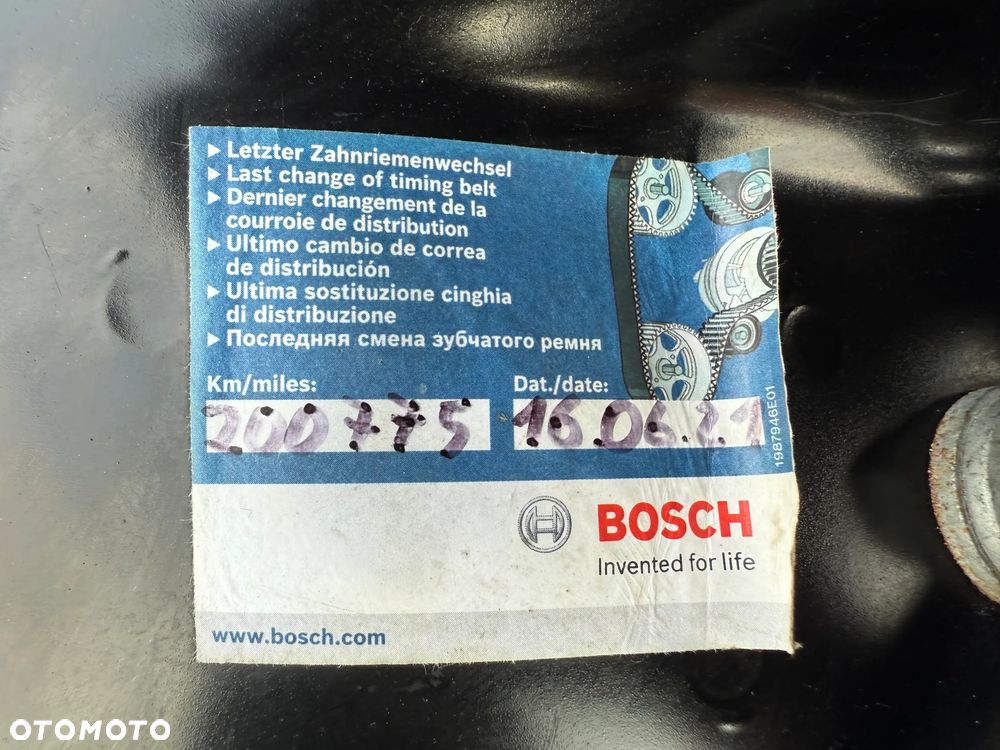 ▶ Letzter Zahnriemenwechsel
▶ Last change of timing belt
▶ Dernier changement de la
courroie de distribution
▶ Ultimo cambio de correa
de distribución
▶ Ultima sostituzione cinghia
di distribuzione
▶ Последняя смена зубчатого ремня
Km/miles: Dat./date:
200775 16.06.21
1987946E01
BOSCH
Invented for life
www.bosch.com
OTOMOTO